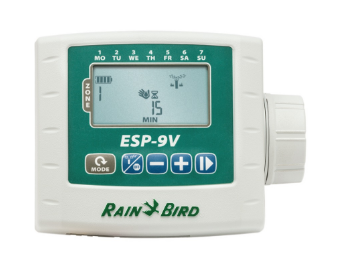 1 2 3 4 5 6 7
MO TU WE TH FR SA SU
ZONE
1
15
MIN
ESP-9V
MODE
RAIN BIRD